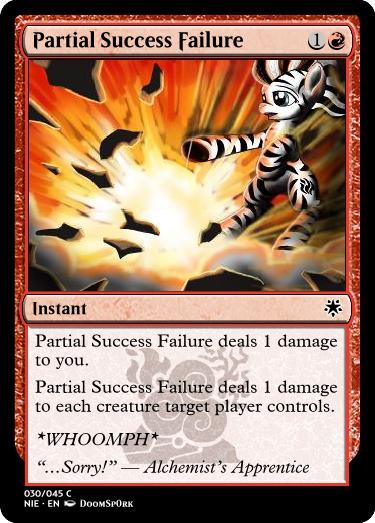 Partial Success Failure 1
Instant
Partial Success Failure deals 1 damage
to you.
Partial Success Failure deals 1 damage
to each creature target player controls.
*WHOOMPH*
“...Sorry!” — Alchemist's Apprentice
030/045 C
NIE • EN DoomSp0rk